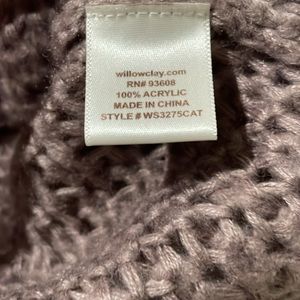 willowclay.com
RN# 93608
100% ACRYLIC
MADE IN CHINA
STYLE # WS3275CAT